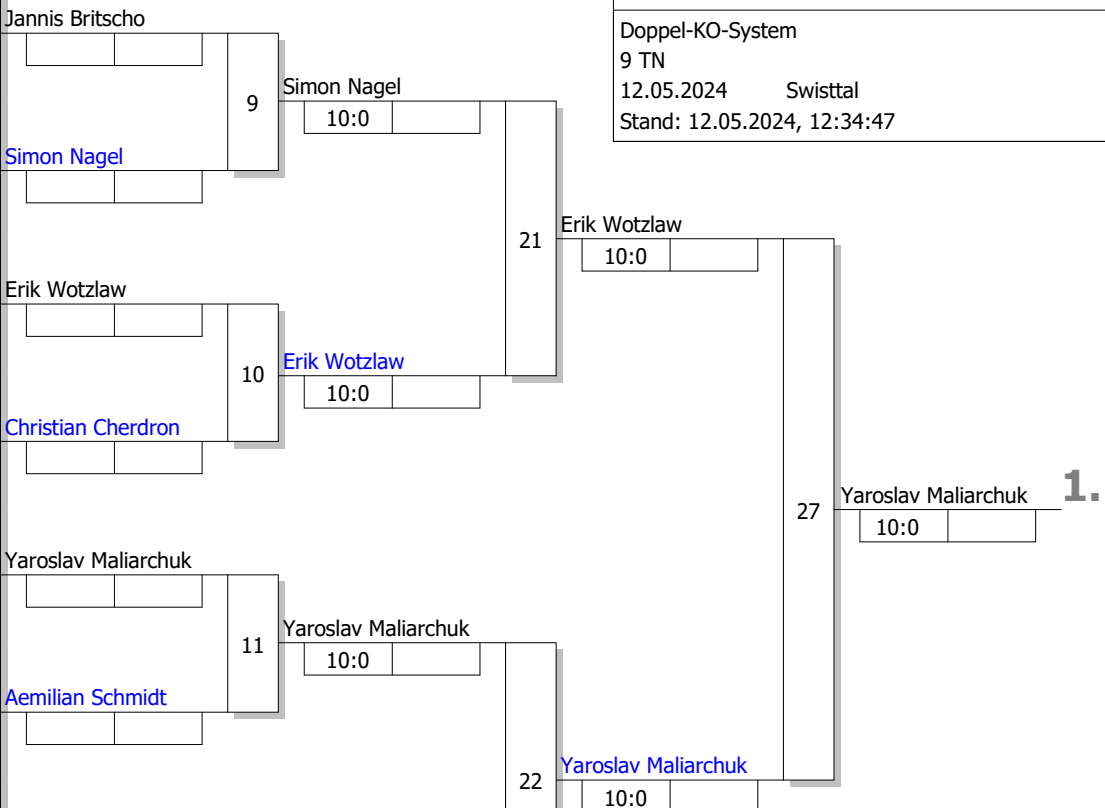 Jannis Britscho
Doppel-KO-System
9 TN
12.05.2024 Swisttal
Stand: 12.05.2024, 12:34:47
9
Simon Nagel
10:0
Simon Nagel
21
Erik Wotzlaw
10:0
Erik Wotzlaw
10
Erik Wotzlaw
10:0
Christian Cherdron
27
Yaroslav Maliarchuk
1.
10:0
Yaroslav Maliarchuk
11
Yaroslav Maliarchuk
10:0
Aemilian Schmidt
22
Yaroslav Maliarchuk
10:0